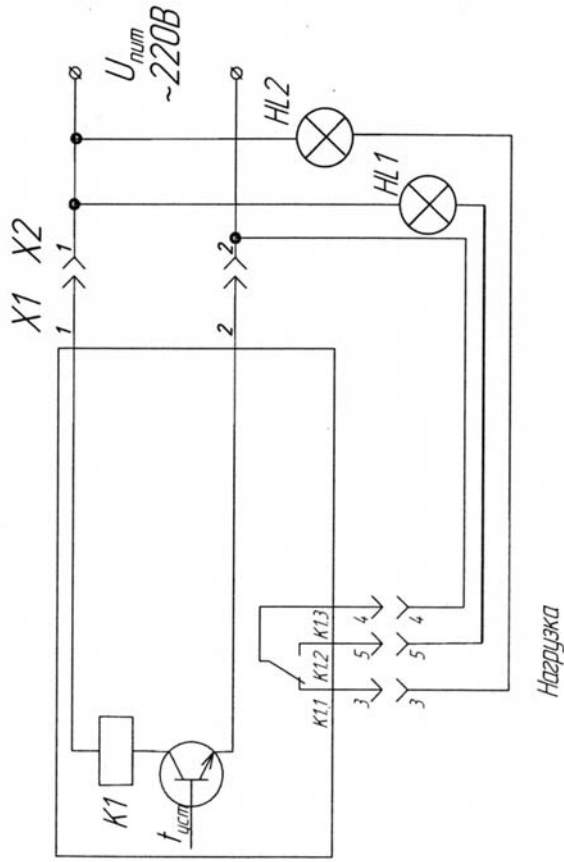 X1 X2
1 1
U пит
~220В
2 2
K1
t уст
HL1
HL2
K1.1 K1.2 K1.3
3 5 4
3 5 4
Нагрузка